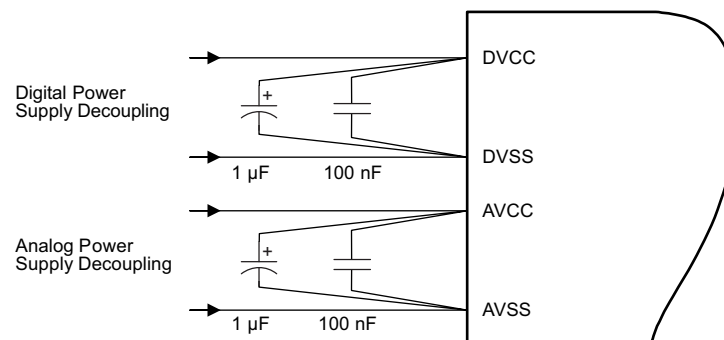 DVCC
Digital Power
Supply Decoupling
+
DVSS
1 µF 100 nF
AVCC
Analog Power
Supply Decoupling
+
AVSS
1 µF 100 nF